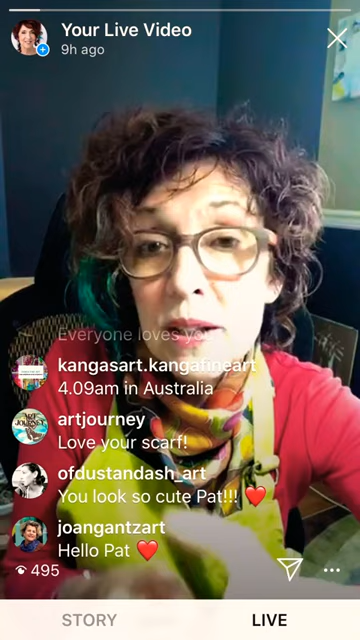 Your Live Video
9h ago
Everyone loves you
kangasart.kangafineart
4.09am in Australia
artjourney
Love your scarf!
ofdustandash_art
You look so cute Pat!!! ❤️
joangantzart
Hello Pat ❤️
495
STORY
LIVE